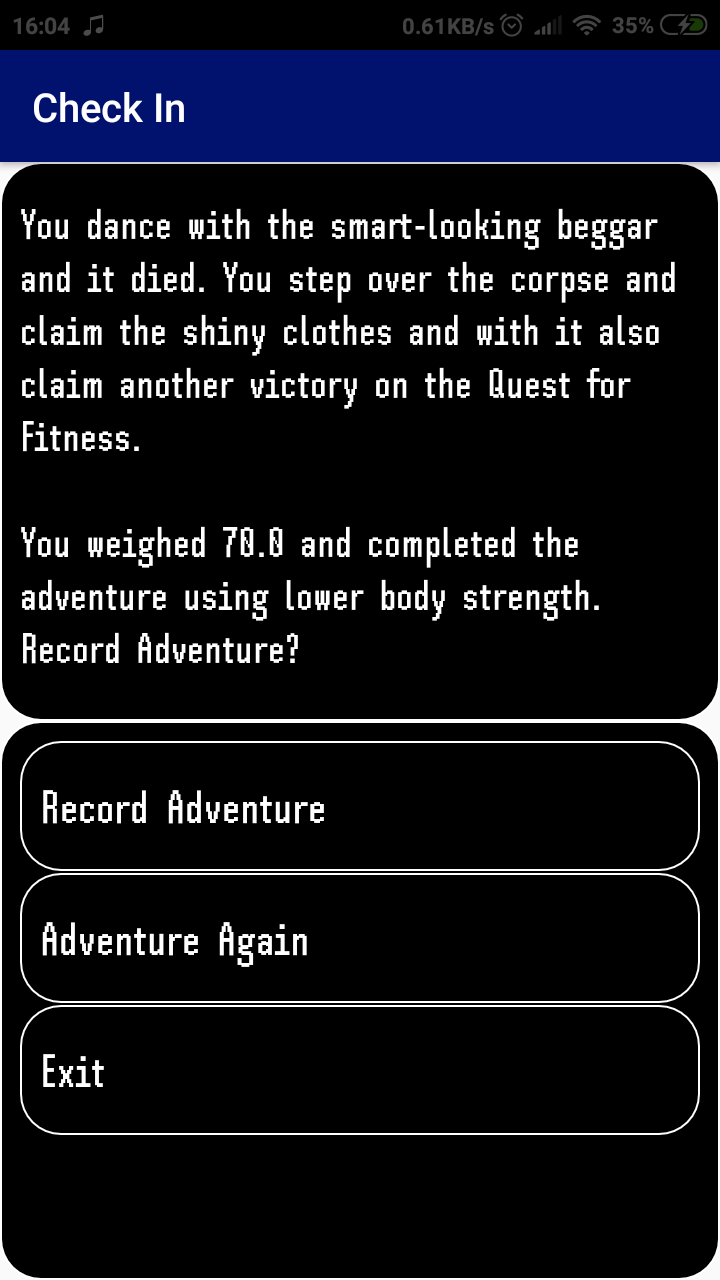 16:04 0.61KB/s 35%
Check In
You dance with the smart-looking beggar
and it died. You step over the corpse and
claim the shiny clothes and with it also
claim another victory on the Quest for
Fitness.
You weighed 70.0 and completed the
adventure using lower body strength.
Record Adventure?
Record Adventure
Adventure Again
Exit